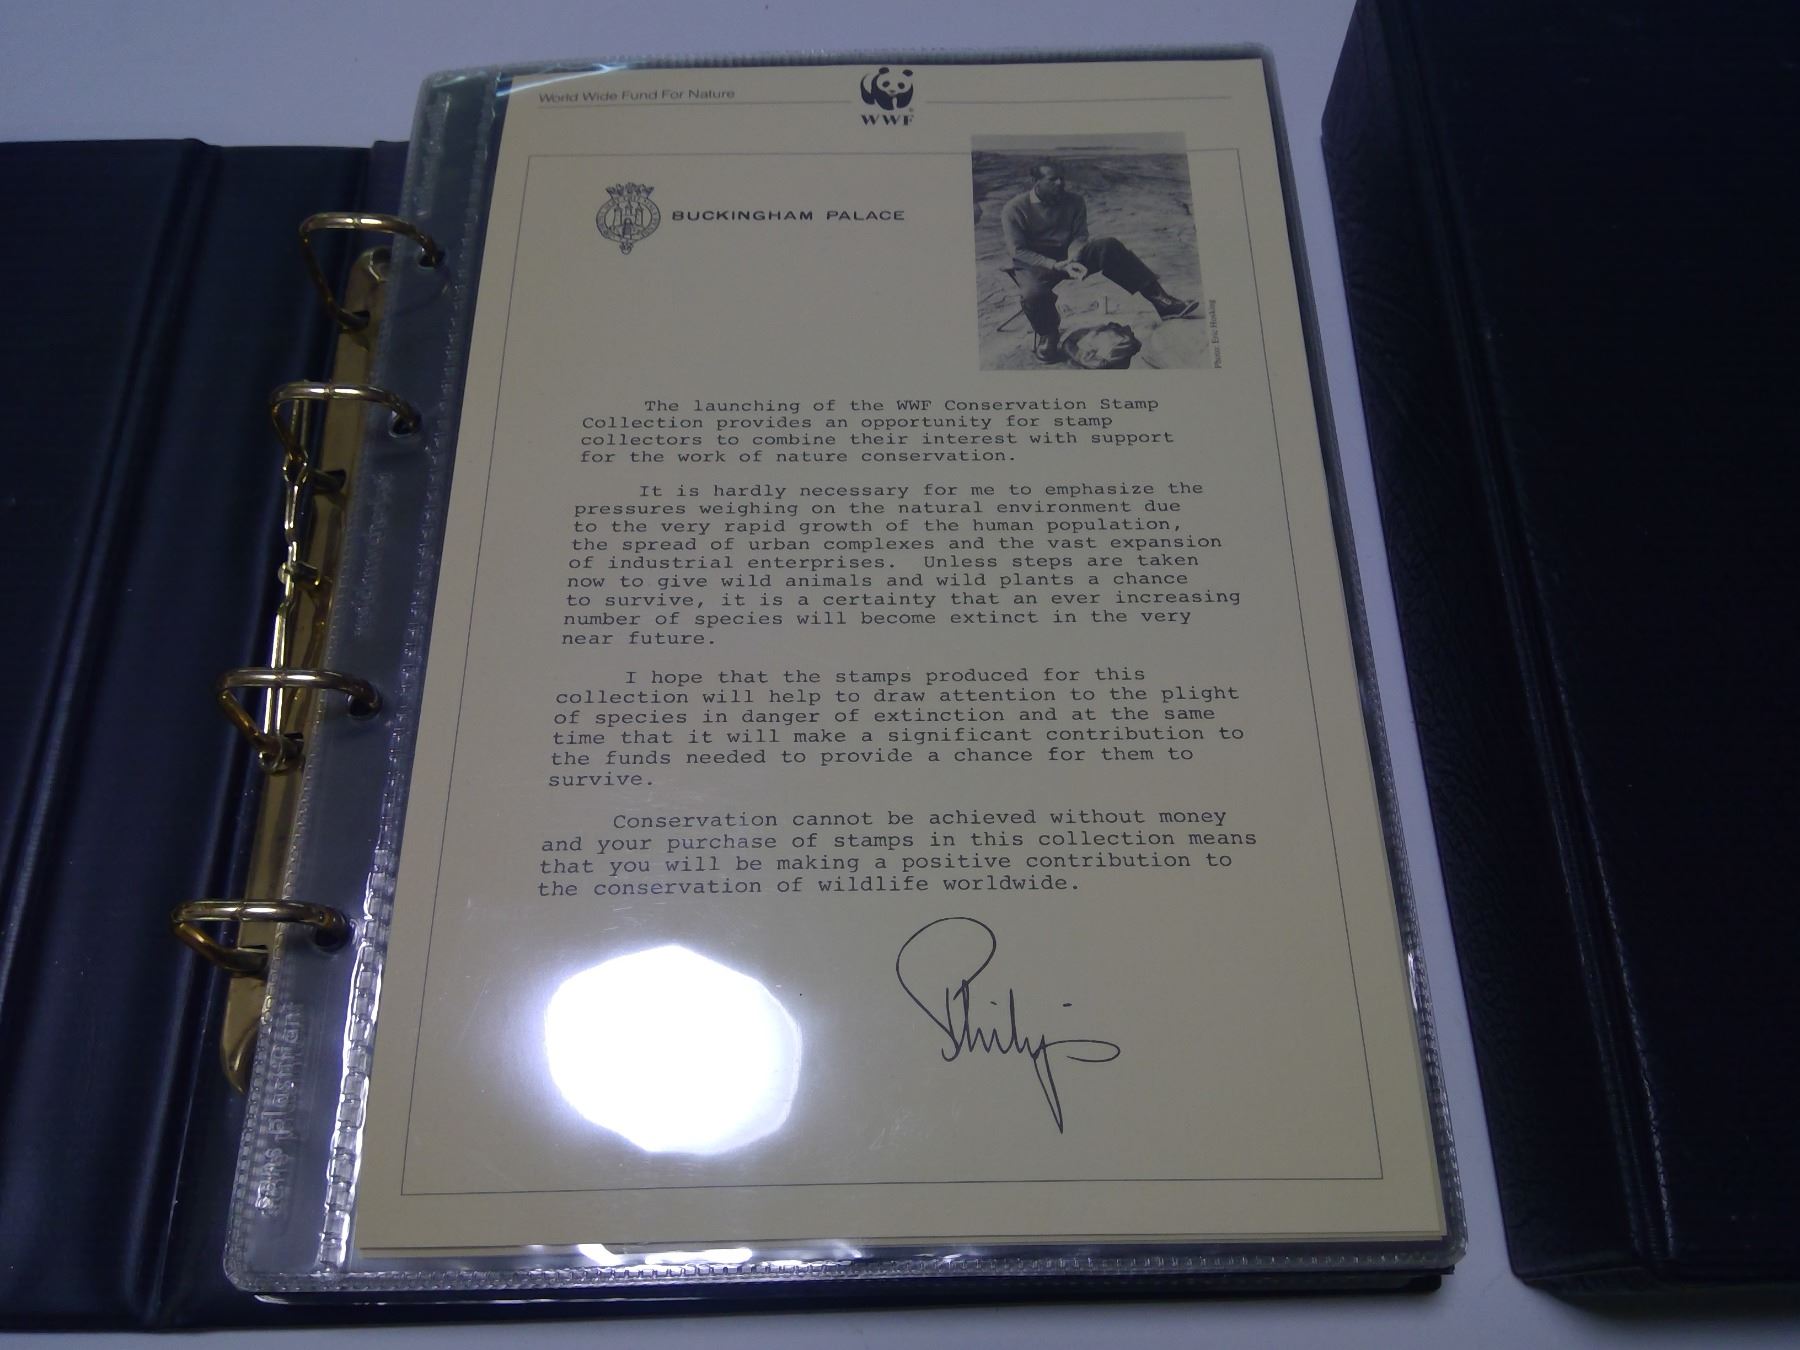 World Wide Fund For Nature
WWF
BUCKINGHAM PALACE
Photo: Eric Hosking
The launching of the WWF Conservation Stamp
Collection provides an opportunity for stamp
collectors to combine their interest with support
for the work of nature conservation.
It is hardly necessary for me to emphasize the
pressures weighing on the natural environment due
to the very rapid growth of the human population,
the spread of urban complexes and the vast expansion
of industrial enterprises. Unless steps are taken
now to give wild animals and wild plants a chance
to survive, it is a certainty that an ever increasing
number of species will become extinct in the very
near future.
I hope that the stamps produced for this
collection will help to draw attention to the plight
of species in danger of extinction and at the same
time that it will make a significant contribution to
the funds needed to provide a chance for them to
survive.
Conservation cannot be achieved without money
and your purchase of stamps in this collection means
that you will be making a positive contribution to
the conservation of wildlife worldwide.
Philip